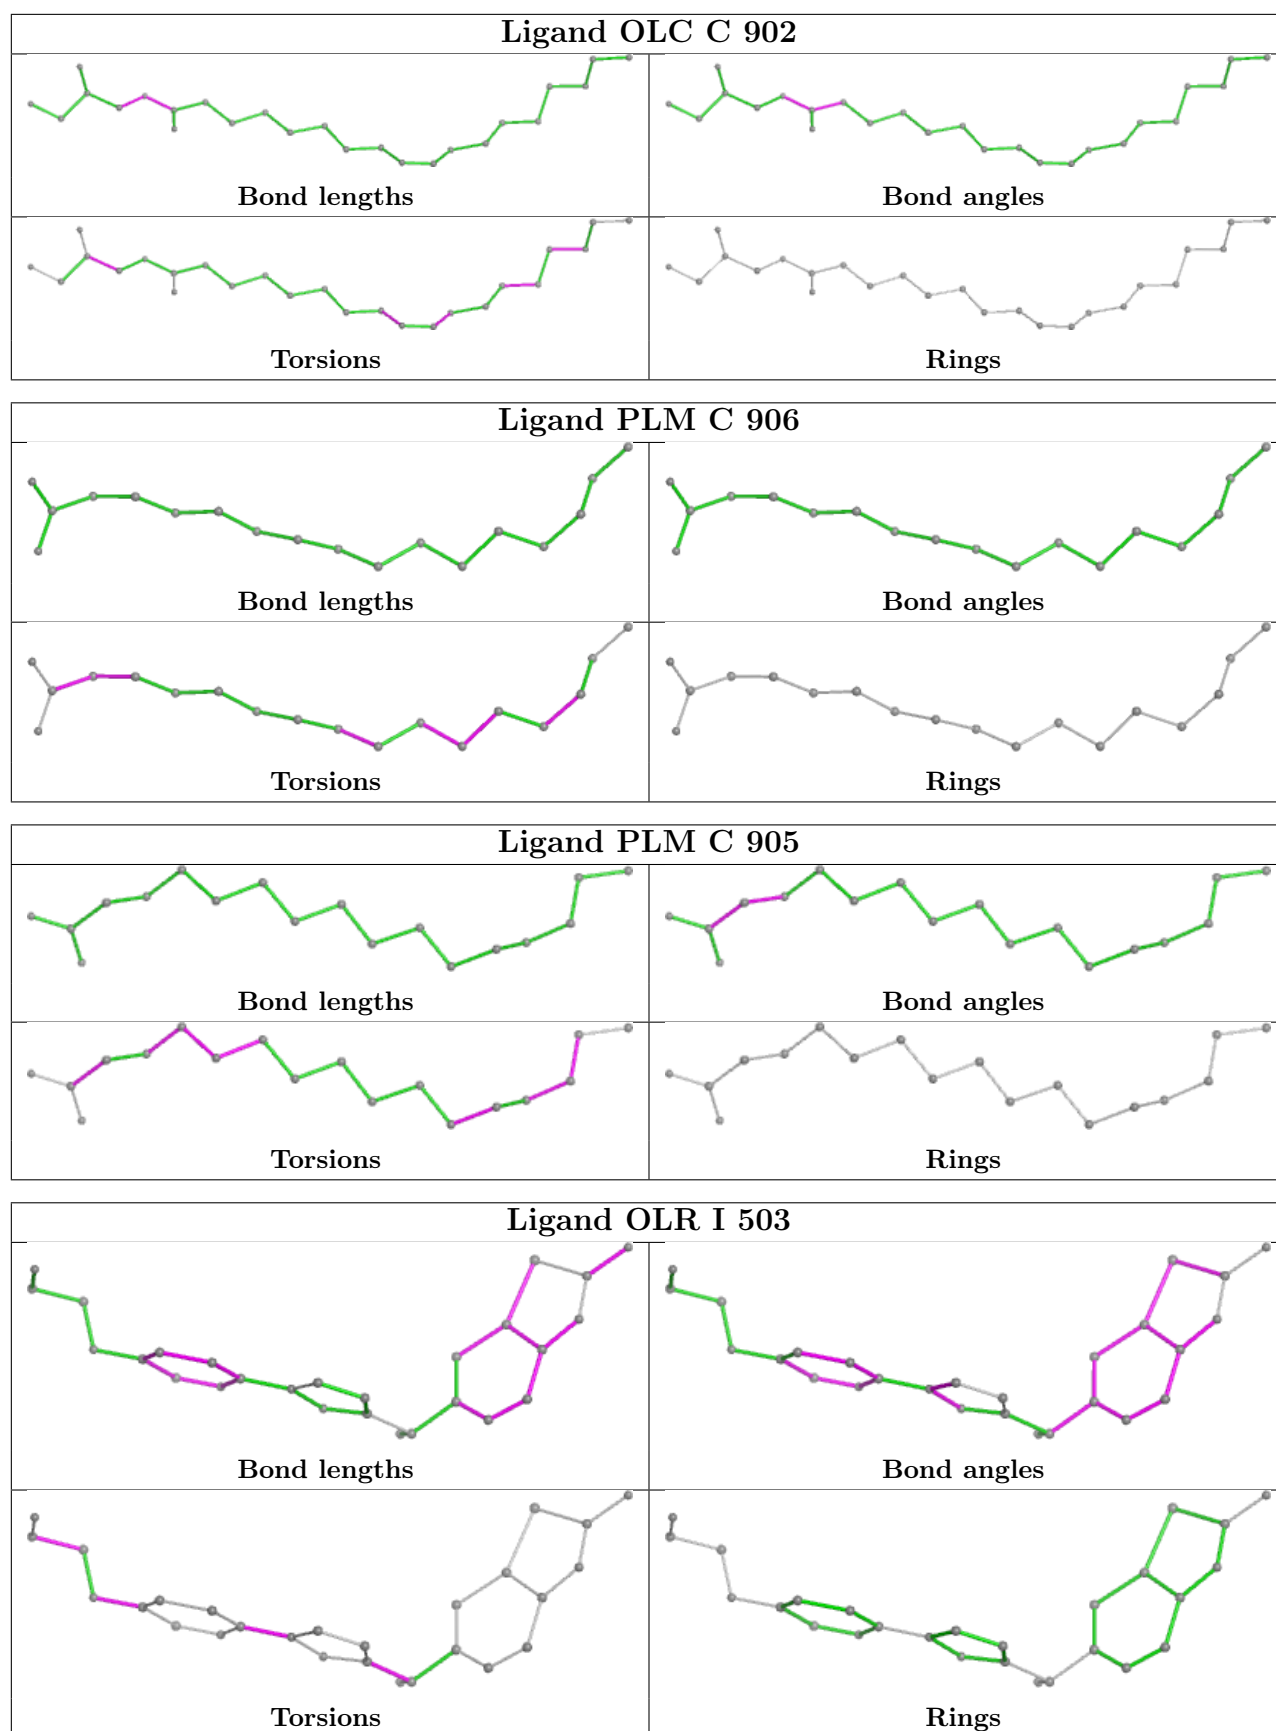 Ligand OLC C 902
Bond lengths
Bond angles
Torsions
Rings
Ligand PLM C 906
Bond lengths
Bond angles
Torsions
Rings
Ligand PLM C 905
Bond lengths
Bond angles
Torsions
Rings
Ligand OLR I 503
Bond lengths
Bond angles
Torsions
Rings